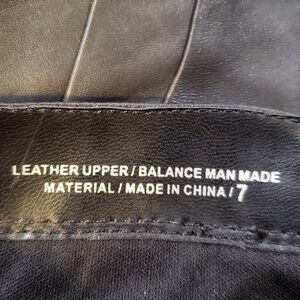 LEATHER UPPER / BALANCE MAN MADE
MATERIAL / MADE IN CHINA / 7